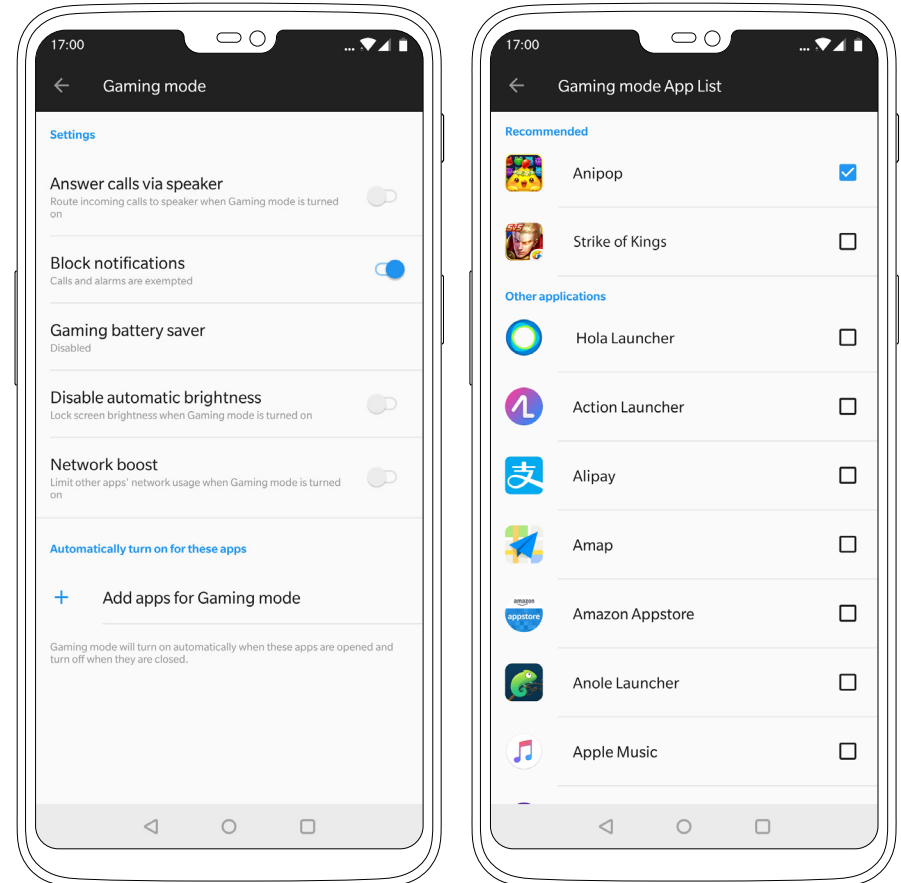 17:00
Gaming mode
Settings
Answer calls via speaker
Route incoming calls to speaker when Gaming mode is turned
on
Block notifications
Calls and alarms are exempted
Gaming battery saver
Disabled
Disable automatic brightness
Lock screen brightness when Gaming mode is turned on
Network boost
Limit other apps' network usage when Gaming mode is turned
on
Automatically turn on for these apps
+ Add apps for Gaming mode
Gaming mode will turn on automatically when these apps are opened and
turn off when they are closed.
17:00
Gaming mode App List
Recommended
Anipop
5V5
Strike of Kings
Other applications
Hola Launcher
Action Launcher
支
Alipay
Amap
amazon
appstore
Amazon Appstore
Anole Launcher
Apple Music